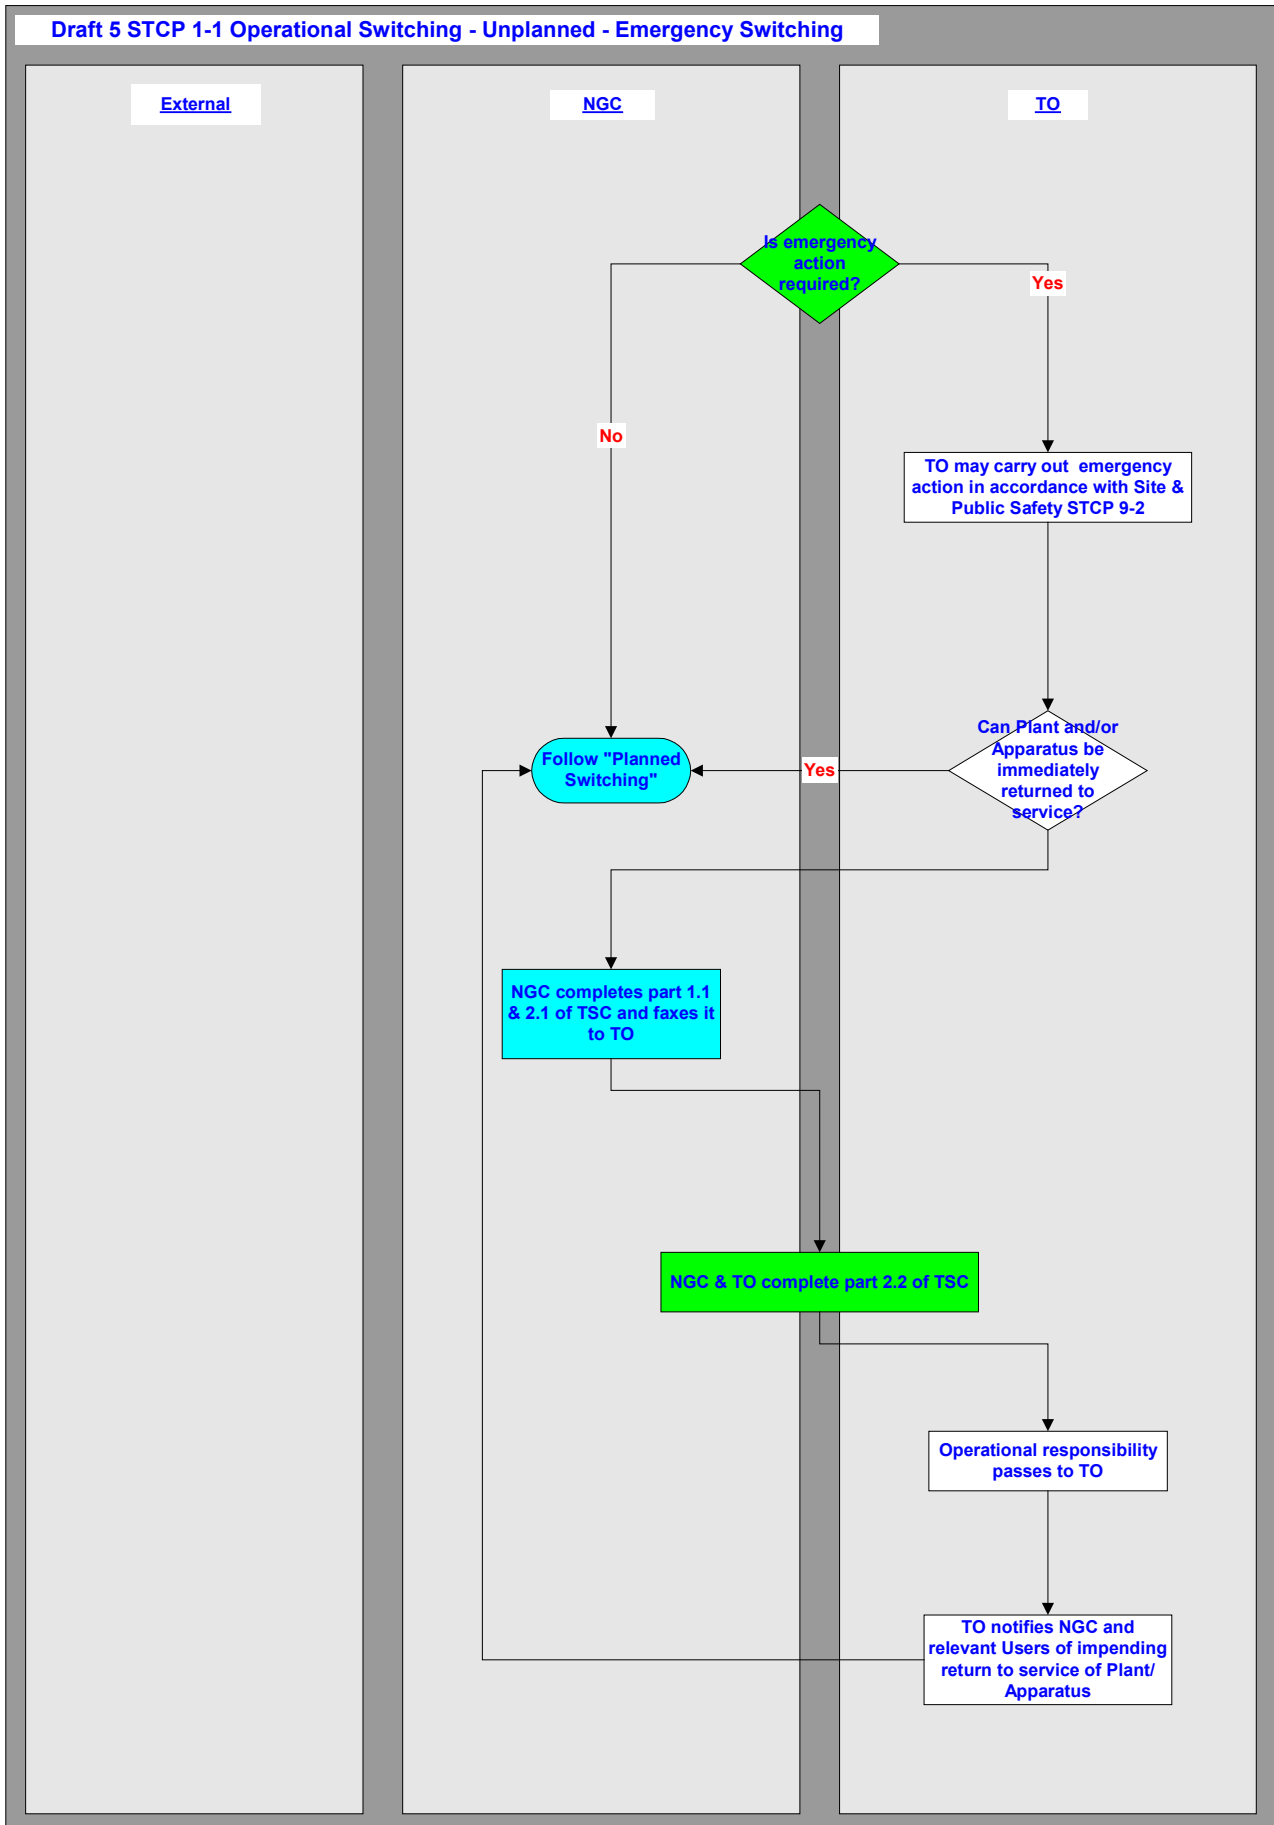 Draft 5 STCP 1-1 Operational Switching - Unplanned - Emergency Switching
External
NGC
TO
Is emergency
action
required?
Yes
No
TO may carry out emergency
action in accordance with Site &
Public Safety STCP 9-2
Can Plant and/or
Apparatus be
immediately
returned to
service?
Yes
Follow "Planned
Switching"
NGC completes part 1.1
& 2.1 of TSC and faxes it
to TO
NGC & TO complete part 2.2 of TSC
Operational responsibility
passes to TO
TO notifies NGC and
relevant Users of impending
return to service of Plant/
Apparatus